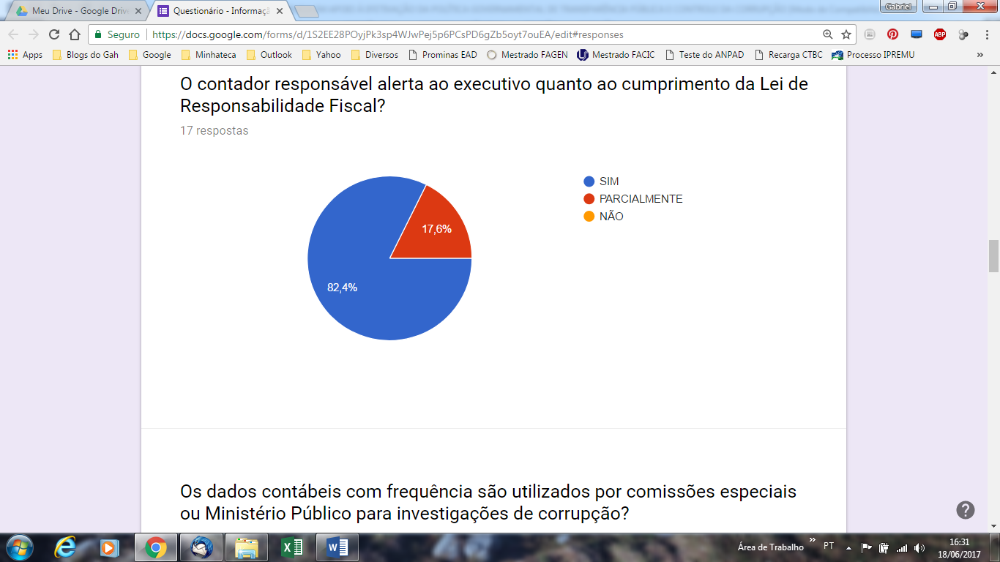 Meu Drive - Google Drive
Questionário - Informaçã
Gabriel
Seguro
https://docs.google.com/forms/d/1S2EE28POyjPk3sp4WJwPej5p6PCsPD6gZb5oyt7ouEA/edit#responses
ABP
Apps Blogs do Gah Google Minhateca Outlook Yahoo Diversos Prominas EAD Mestrado FAGEN Mestrado FACIC Teste do ANPAD Recarga CTBC Processo IPREMU »
O contador responsável alerta ao executivo quanto ao cumprimento da Lei de
Responsabilidade Fiscal?
17 respostas
SIM
PARCIALMENTE
NÃO
17,6%
82,4%
Os dados contábeis com frequência são utilizados por comissões especiais
ou Ministério Público para investigações de corrupção?
Área de Trabalho » PT
16:31
18/06/2017